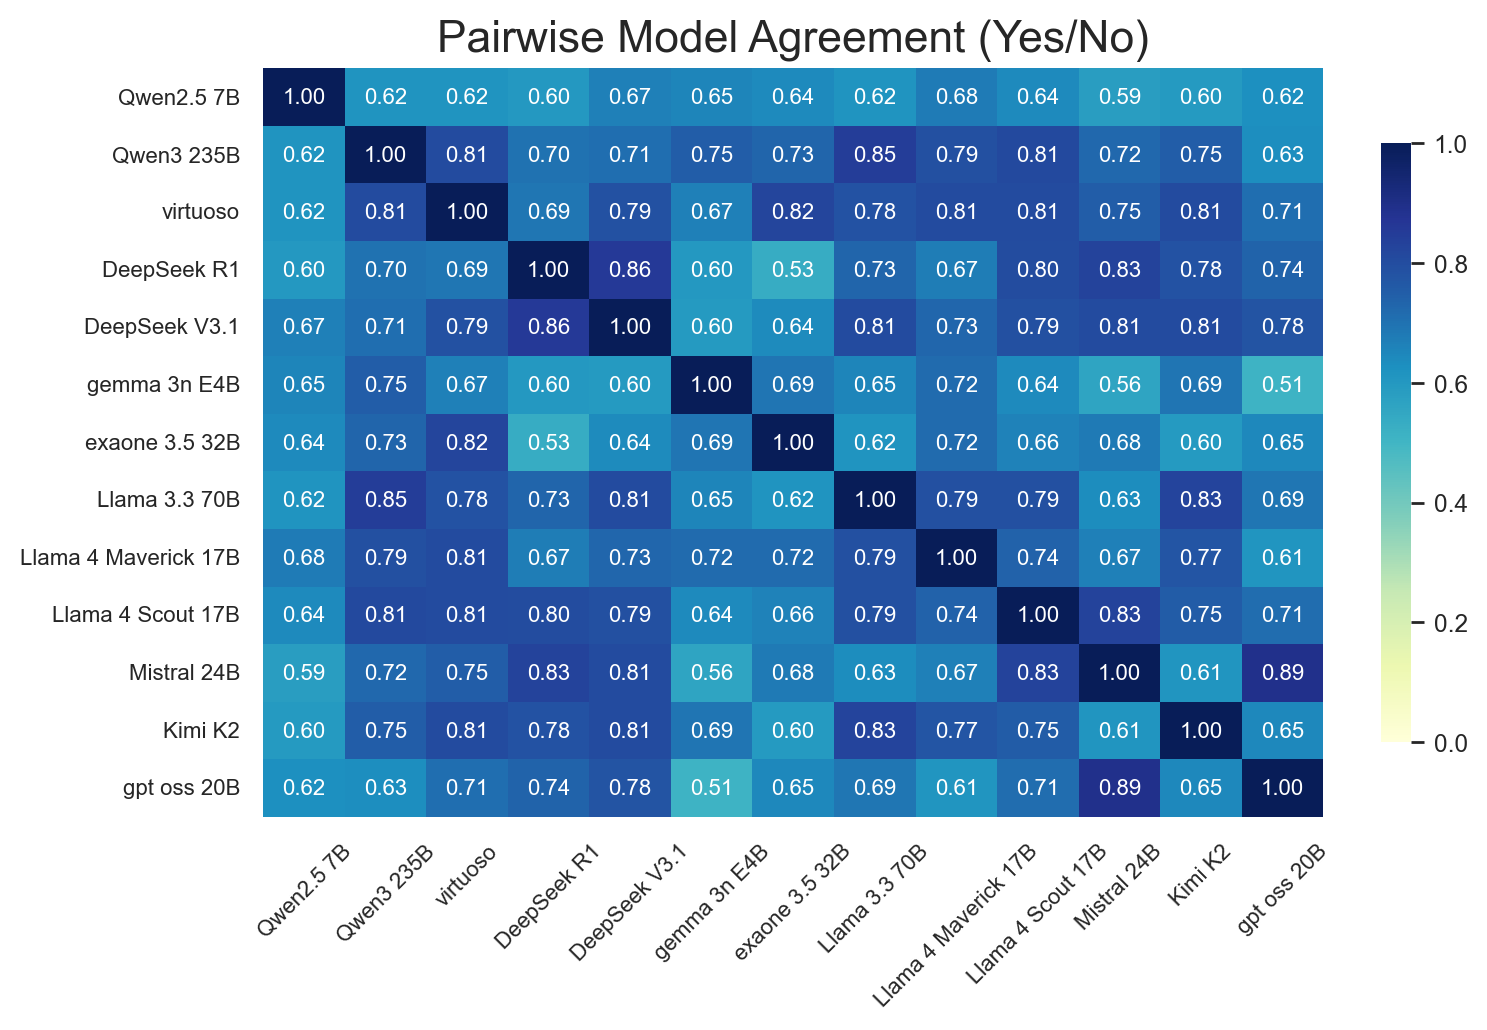 Pairwise Model Agreement (Yes/No)
Qwen2.5 7B 1.00 0.62 0.62 0.60 0.67 0.65 0.64 0.62 0.68 0.64 0.59 0.60 0.62
Qwen3 235B 0.62 1.00 0.81 0.70 0.71 0.75 0.73 0.85 0.79 0.81 0.72 0.75 0.63
virtuoso 0.62 0.81 1.00 0.69 0.79 0.67 0.82 0.78 0.81 0.81 0.75 0.81 0.71
DeepSeek R1 0.60 0.70 0.69 1.00 0.86 0.60 0.53 0.73 0.67 0.80 0.83 0.78 0.74
DeepSeek V3.1 0.67 0.71 0.79 0.86 1.00 0.60 0.64 0.81 0.73 0.79 0.81 0.81 0.78
gemma 3n E4B 0.65 0.75 0.67 0.60 0.60 1.00 0.69 0.65 0.72 0.64 0.56 0.69 0.51
exaone 3.5 32B 0.64 0.73 0.82 0.53 0.64 0.69 1.00 0.62 0.72 0.66 0.68 0.60 0.65
Llama 3.3 70B 0.62 0.85 0.78 0.73 0.81 0.65 0.62 1.00 0.79 0.79 0.63 0.83 0.69
Llama 4 Maverick 17B 0.68 0.79 0.81 0.67 0.73 0.72 0.72 0.79 1.00 0.74 0.67 0.77 0.61
Llama 4 Scout 17B 0.64 0.81 0.81 0.80 0.79 0.64 0.66 0.79 0.74 1.00 0.83 0.75 0.71
Mistral 24B 0.59 0.72 0.75 0.83 0.81 0.56 0.68 0.63 0.67 0.83 1.00 0.61 0.89
Kimi K2 0.60 0.75 0.81 0.78 0.81 0.69 0.60 0.83 0.77 0.75 0.61 1.00 0.65
gpt oss 20B 0.62 0.63 0.71 0.74 0.78 0.51 0.65 0.69 0.61 0.71 0.89 0.65 1.00
Qwen2.5 7B
Qwen3 235B
virtuoso
DeepSeek R1
DeepSeek V3.1
gemma 3n E4B
exaone 3.5 32B
Llama 3.3 70B
Llama 4 Maverick 17B
Llama 4 Scout 17B
Mistral 24B
Kimi K2
gpt oss 20B
1.0
0.8
0.6
0.4
0.2
0.0